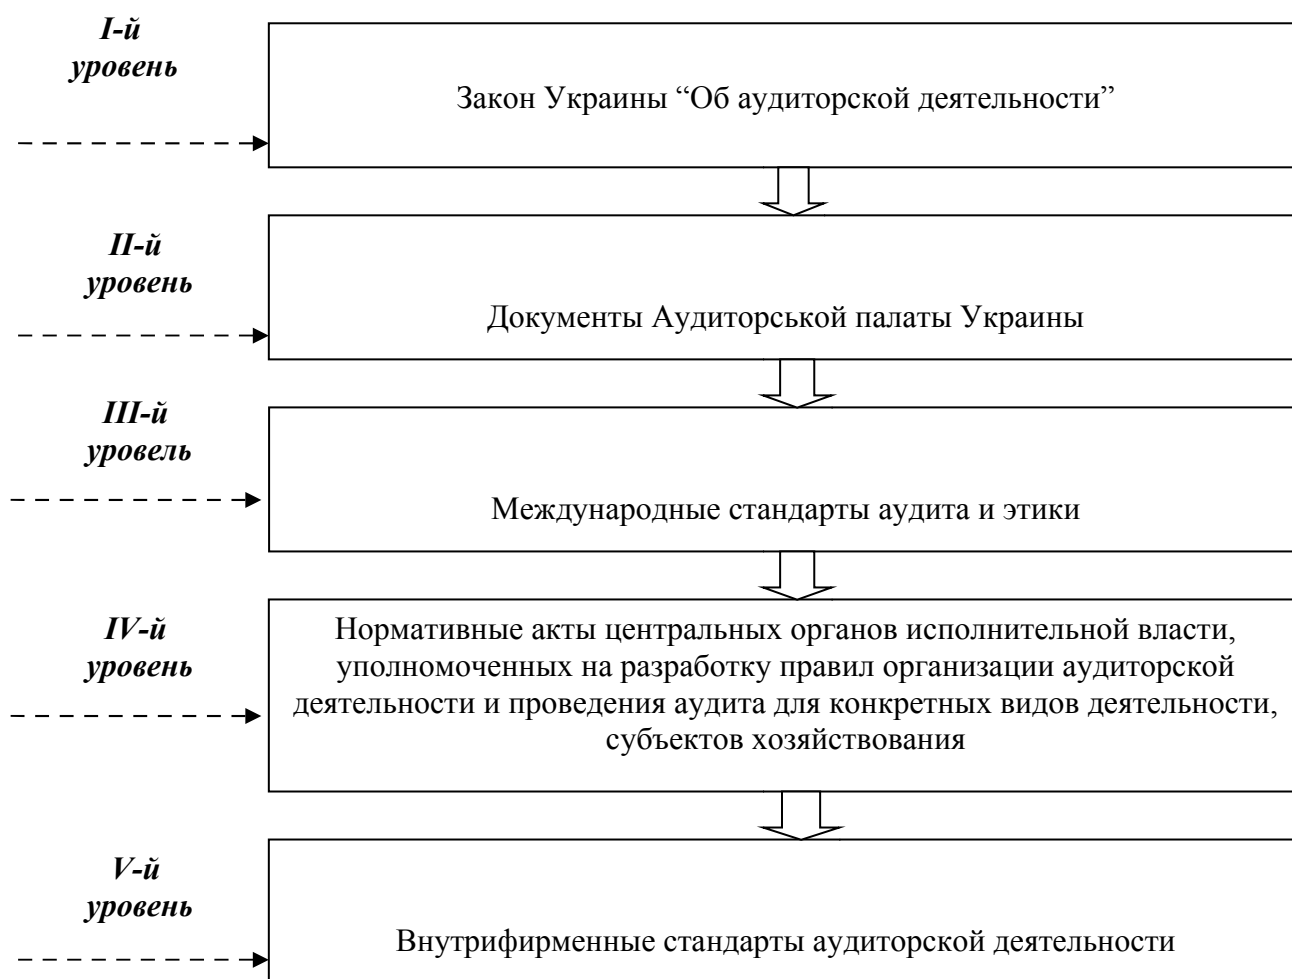 I-й
уровень
Закон Украины “Об аудиторской деятельности”
II-й
уровень
Документы Аудиторської палаты Украины
III-й
уровель
Международные стандарты аудита и этики
IV-й
уровень
Нормативные акты центральных органов исполнительной власти,
уполномоченных на разработку правил организации аудиторской
деятельности и проведения аудита для конкретных видов деятельности,
субъектов хозяйствования
V-й
уровень
Внутрифирменные стандарты аудиторской деятельности